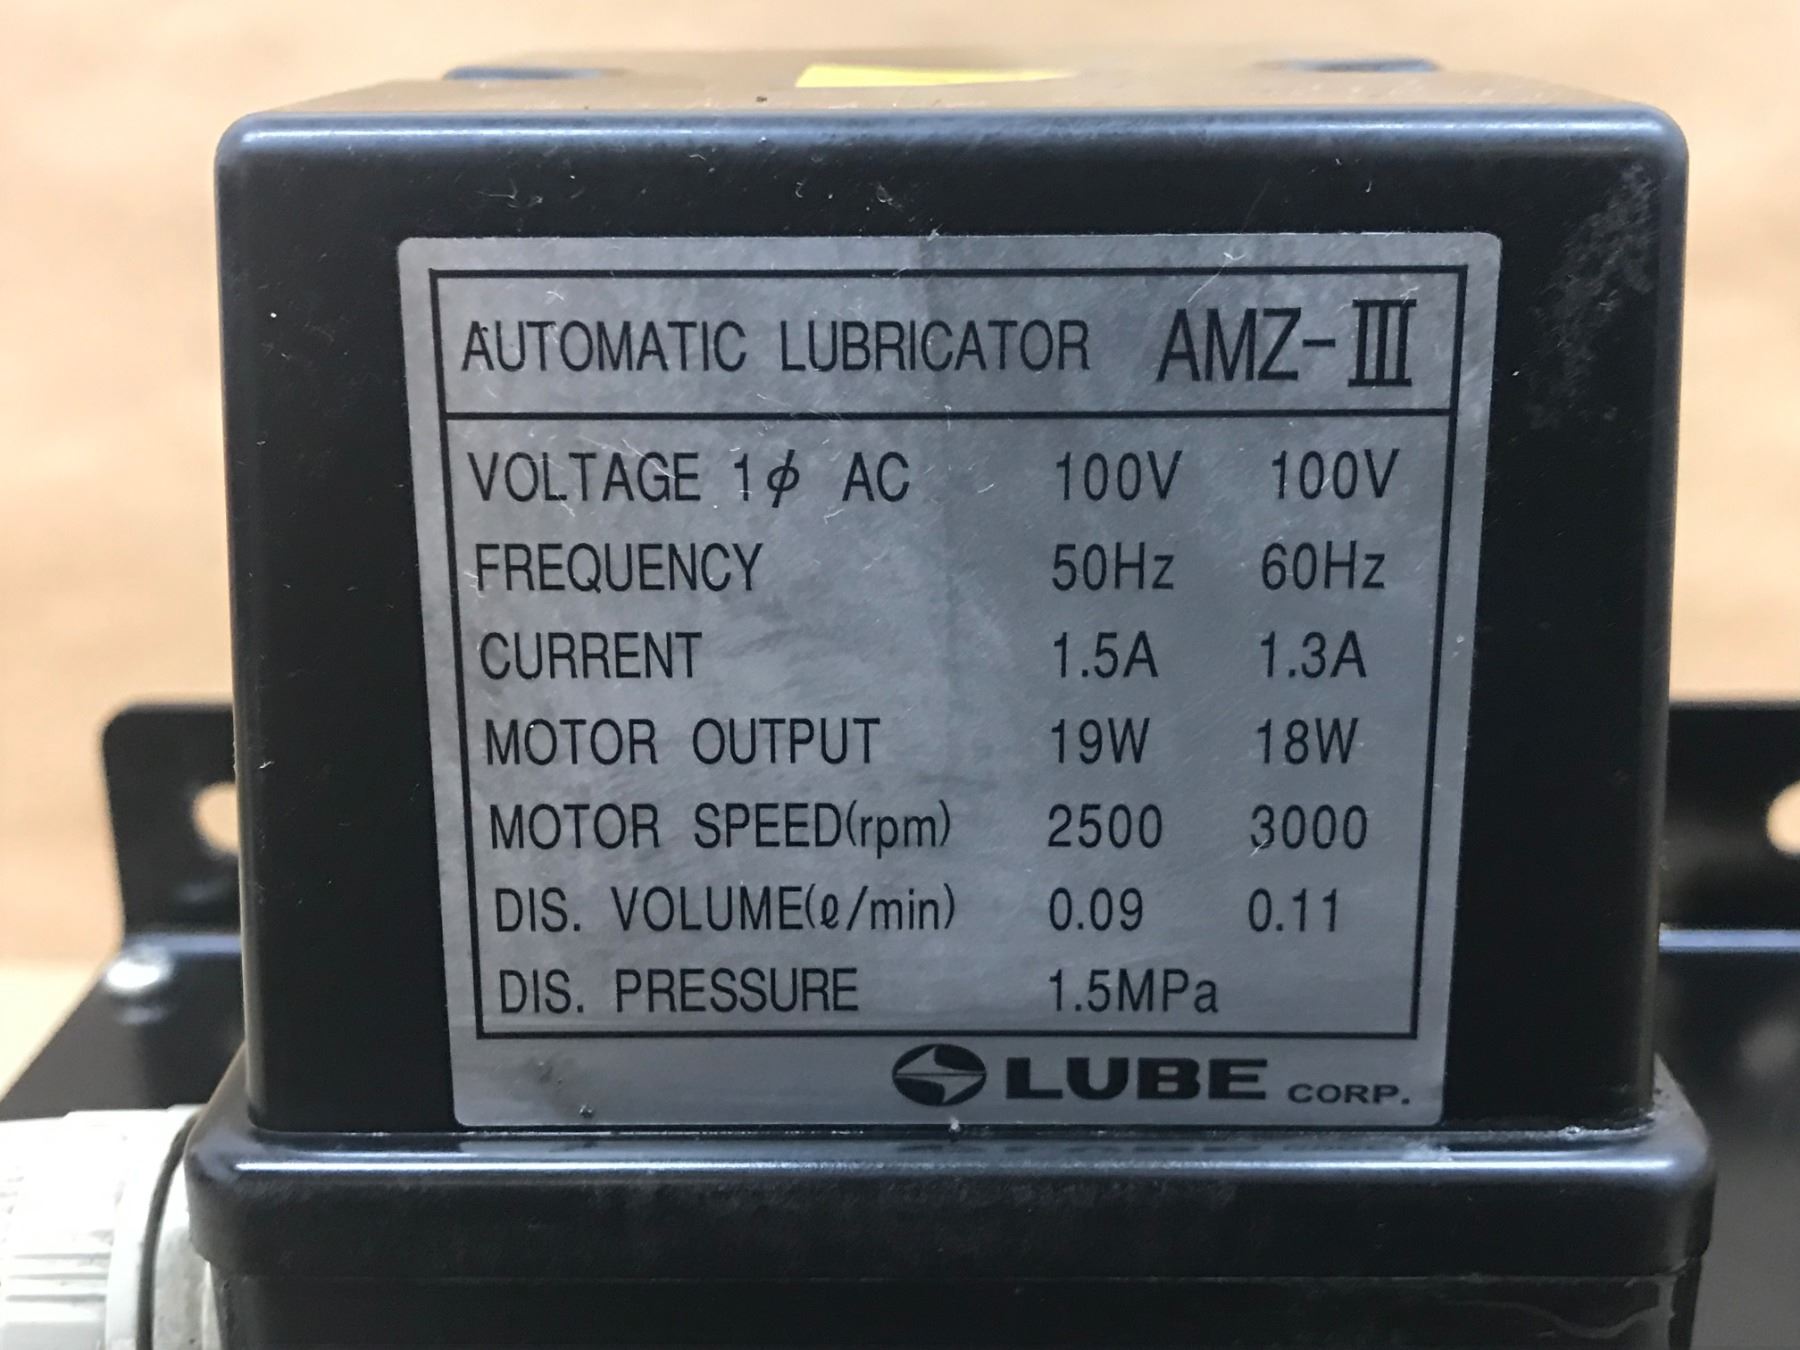 AUTOMATIC LUBRICATOR AMZ-III
VOLTAGE 1φ AC 100V 100V
FREQUENCY 50Hz 60Hz
CURRENT 1.5A 1.3A
MOTOR OUTPUT 19W 18W
MOTOR SPEED(rpm) 2500 3000
DIS. VOLUME(ℓ/min) 0.09 0.11
DIS. PRESSURE 1.5MPa
LUBE CORP.